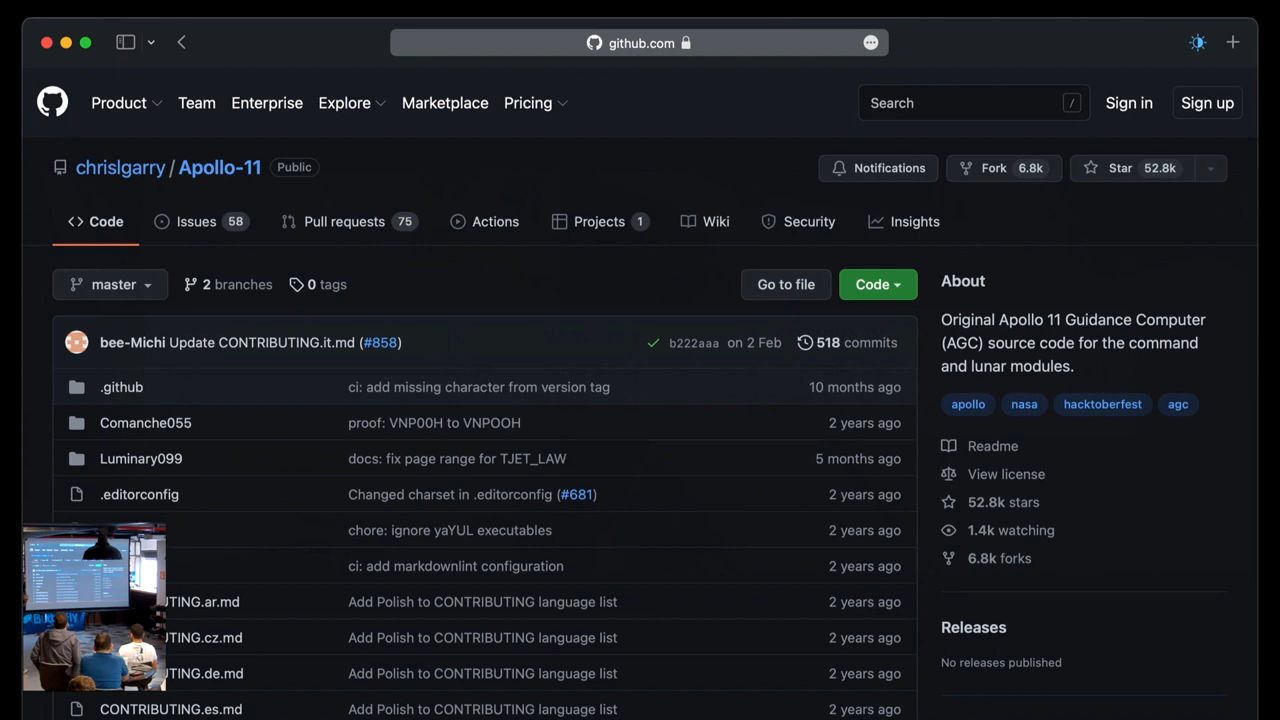 github.com
Product Team Enterprise Explore Marketplace Pricing
Search /
Sign in Sign up
chrislgarry / Apollo-11 Public
Notifications Fork 6.8k Star 52.8k
<> Code Issues 58 Pull requests 75 Actions Projects 1 Wiki Security Insights
master 2 branches 0 tags Go to file Code
bee-Michi Update CONTRIBUTING.it.md (#858) b222aaa on 2 Feb 518 commits
.github ci: add missing character from version tag 10 months ago
Comanche055 proof: VNP00H to VNPOOH 2 years ago
Luminary099 docs: fix page range for TJET_LAW 5 months ago
.editorconfig Changed charset in .editorconfig (#681) 2 years ago
chore: ignore yaYUL executables 2 years ago
ci: add markdownlint configuration 2 years ago
UTING.ar.md Add Polish to CONTRIBUTING language list 2 years ago
UTING.cz.md Add Polish to CONTRIBUTING language list 2 years ago
UTING.de.md Add Polish to CONTRIBUTING language list 2 years ago
CONTRIBUTING.es.md Add Polish to CONTRIBUTING language list 2 years ago
About
Original Apollo 11 Guidance Computer
(AGC) source code for the command
and lunar modules.
apollo nasa hacktoberfest agc
Readme
View license
52.8k stars
1.4k watching
6.8k forks
Releases
No releases published